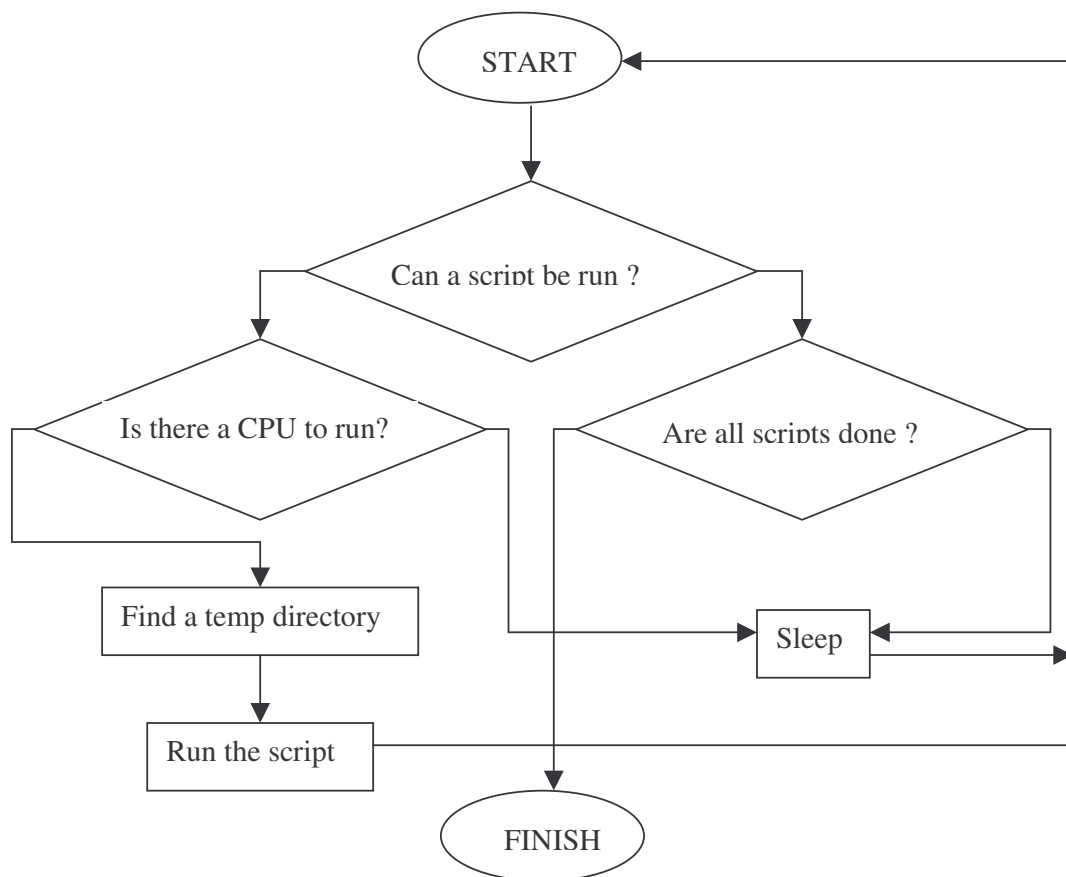 START
Can a script be run ?
Is there a CPU to run?
Are all scripts done ?
Find a temp directory
Sleep
Run the script
FINISH